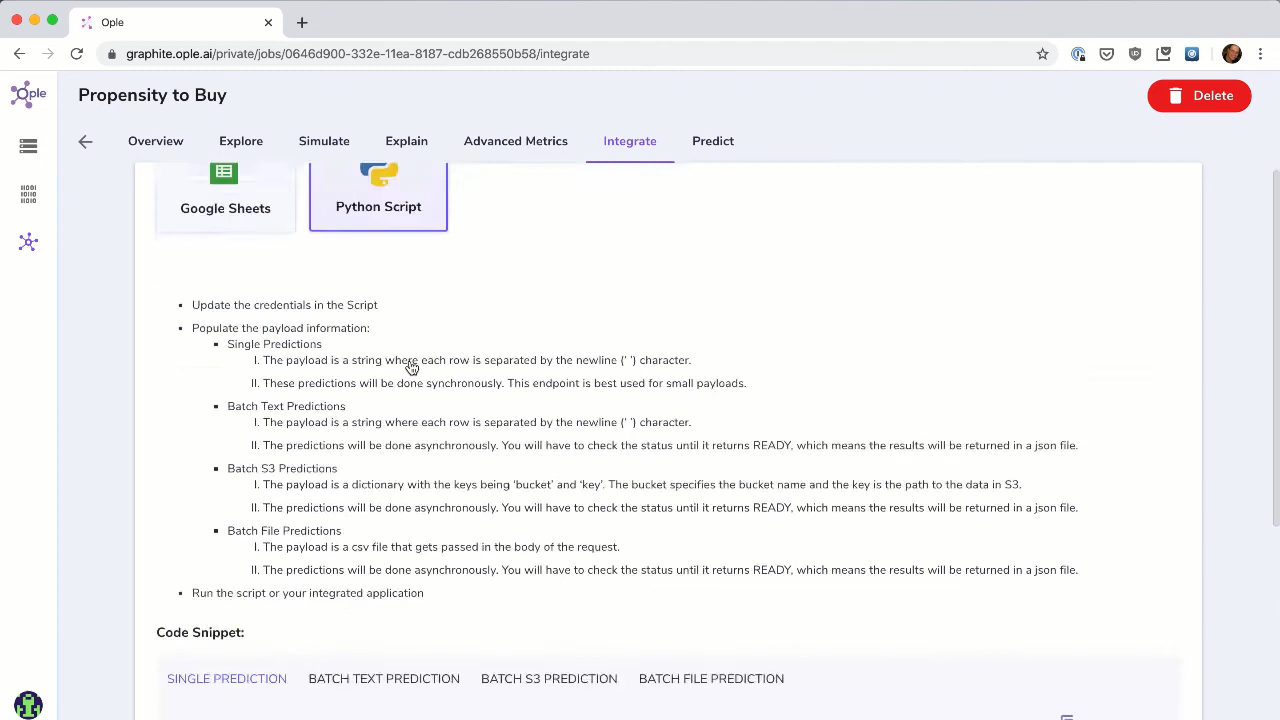 Ople
graphite.ople.ai/private/jobs/0646d900-332e-11ea-8187-cdb268550b58/integrate
Ople
Propensity to Buy
Delete
Overview
Explore
Simulate
Explain
Advanced Metrics
Integrate
Predict
Google Sheets
Python Script
Update the credentials in the Script
Populate the payload information:
Single Predictions
I. The payload is a string where each row is separated by the newline (' ') character.
II. These predictions will be done synchronously. This endpoint is best used for small payloads.
Batch Text Predictions
I. The payload is a string where each row is separated by the newline (' ') character.
II. The predictions will be done asynchronously. You will have to check the status until it returns READY, which means the results will be returned in a json file.
Batch S3 Predictions
I. The payload is a dictionary with the keys being 'bucket' and 'key'. The bucket specifies the bucket name and the key is the path to the data in S3.
II. The predictions will be done asynchronously. You will have to check the status until it returns READY, which means the results will be returned in a json file.
Batch File Predictions
I. The payload is a csv file that gets passed in the body of the request.
II. The predictions will be done asynchronously. You will have to check the status until it returns READY, which means the results will be returned in a json file.
Run the script or your integrated application
Code Snippet:
SINGLE PREDICTION
BATCH TEXT PREDICTION
BATCH S3 PREDICTION
BATCH FILE PREDICTION